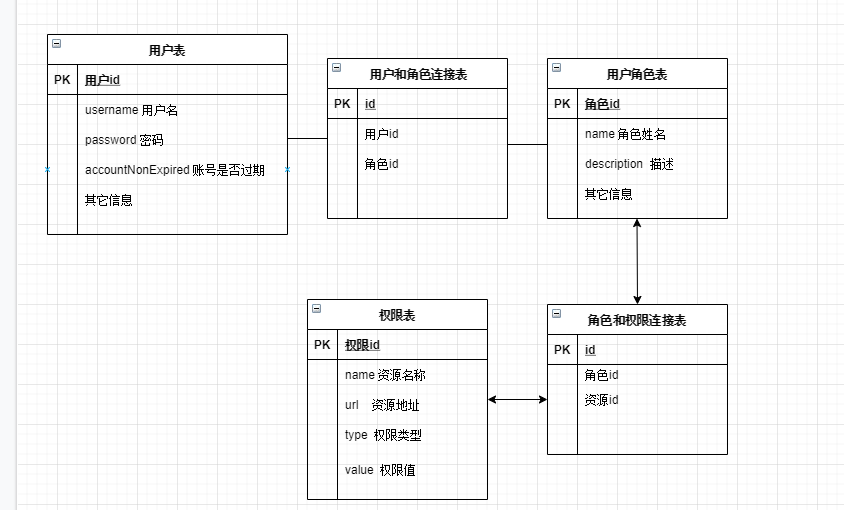 用户表
PK 用户id
username 用户名
password 密码
accountNonExpired 账号是否过期
其它信息
用户和角色连接表
PK id
用户id
角色id
用户角色表
PK 角色id
name 角色姓名
description 描述
其它信息
权限表
PK 权限id
name 资源名称
url 资源地址
type 权限类型
value 权限值
角色和权限连接表
PK id
角色id
资源id